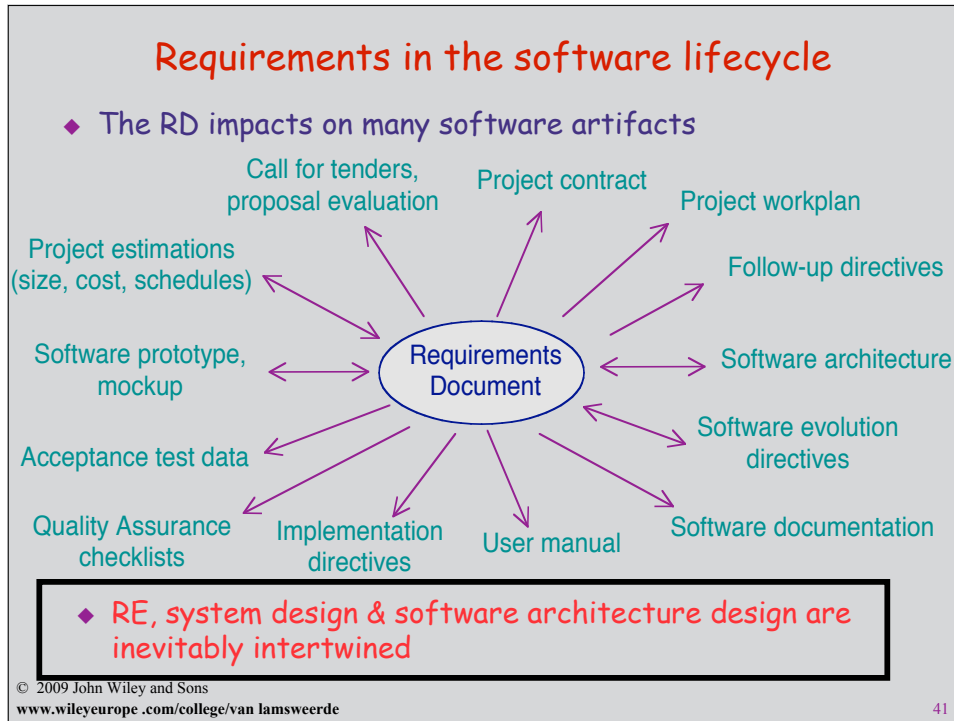 Requirements in the software lifecycle
◆ The RD impacts on many software artifacts
Call for tenders,
proposal evaluation
Project contract
Project workplan
Project estimations
(size, cost, schedules)
Follow-up directives
Software prototype,
mockup
Requirements
Document
Software architecture
Acceptance test data
Software evolution
directives
Quality Assurance
checklists
Implementation
directives
User manual
Software documentation
◆ RE, system design & software architecture design are
inevitably intertwined
© 2009 John Wiley and Sons
www.wileyeurope .com/college/van lamsweerde
41